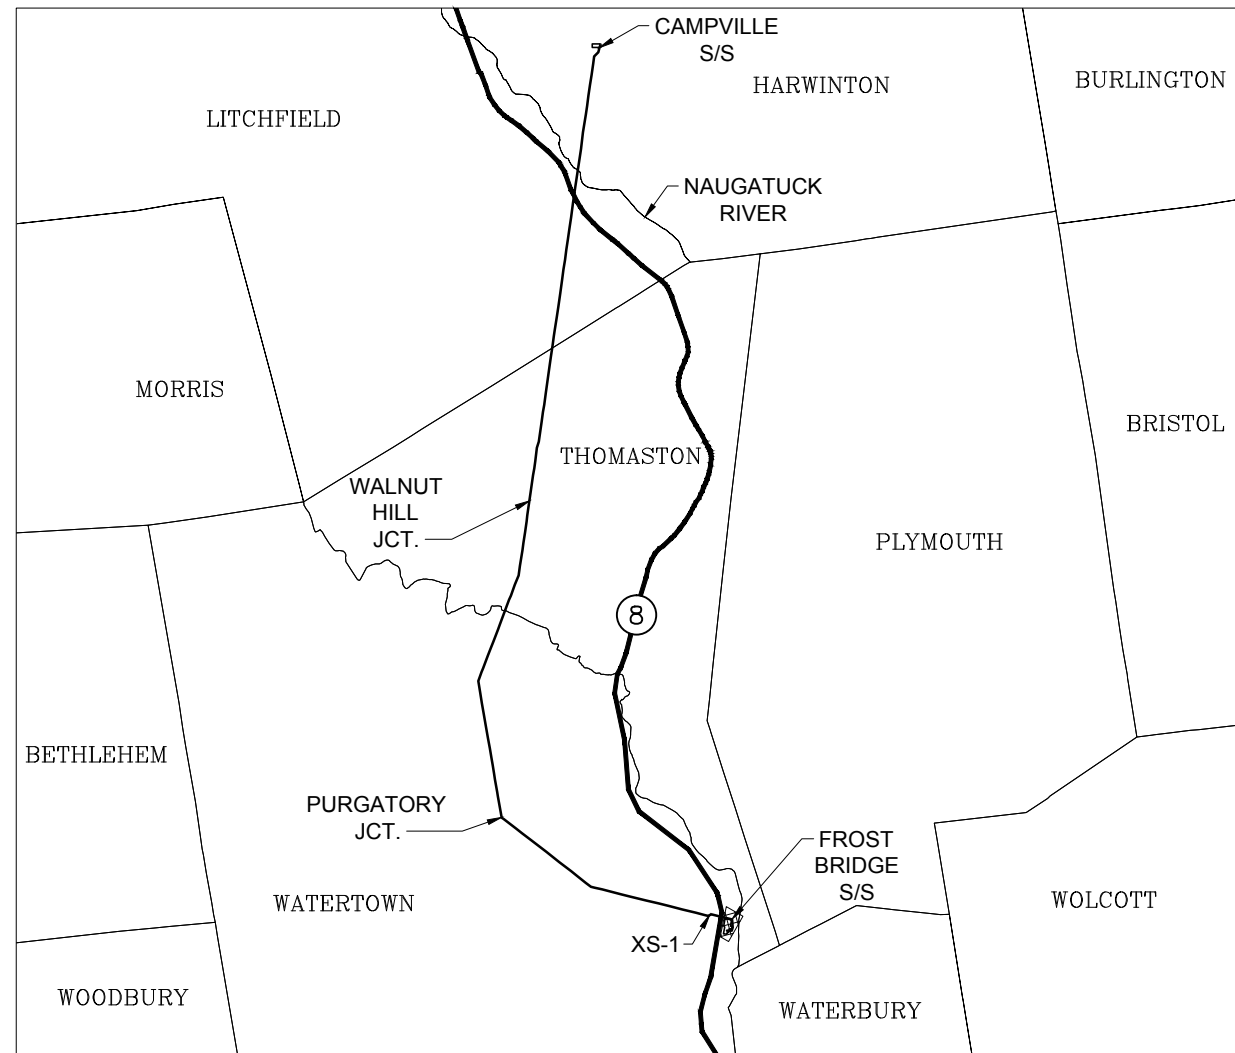 CAMPVILLE
S/S
HARWINTON
BURLINGTON
LITCHFIELD
NAUGATUCK
RIVER
MORRIS
BRISTOL
THOMASTON
WALNUT
HILL
JCT.
PLYMOUTH
8
BETHLEHEM
PURGATORY
JCT.
FROST
BRIDGE
S/S
WATERTOWN
WOLCOTT
XS-1
WOODBURY
WATERBURY